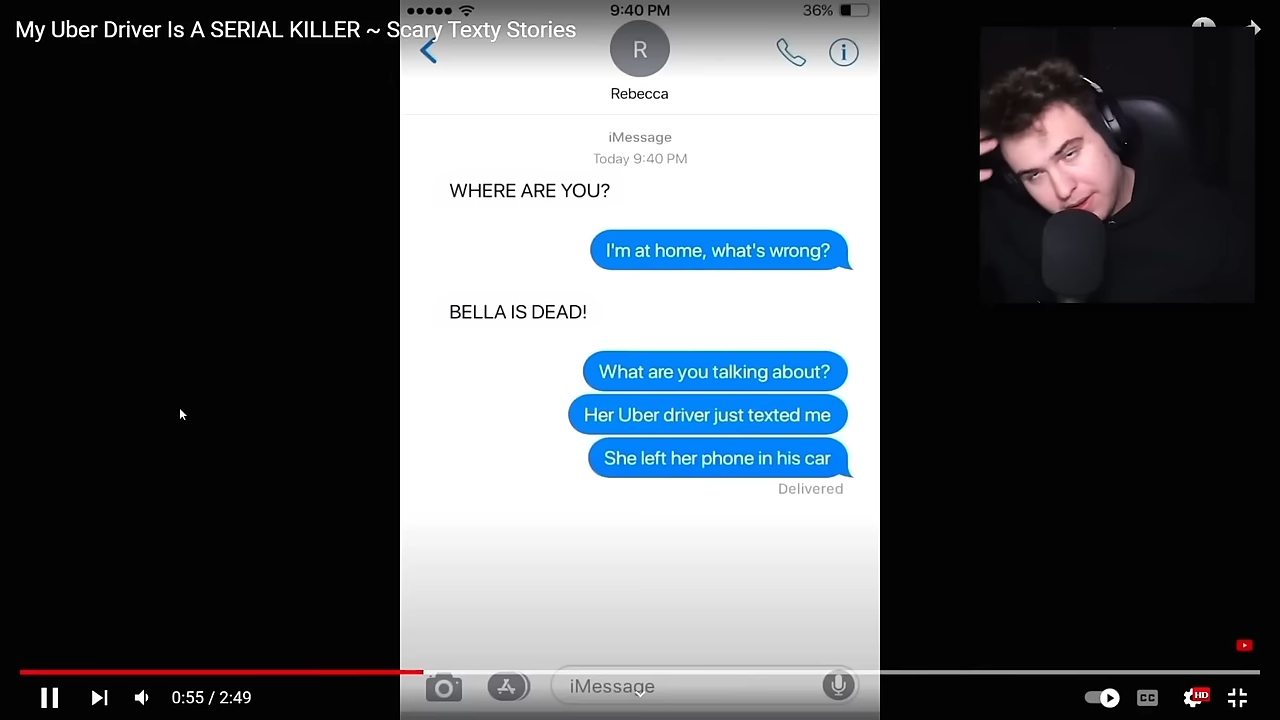 9:40 PM
36%
My Uber Driver Is A SERIAL KILLER ~ Scary Texty Stories
R
Rebecca
iMessage
Today 9:40 PM
WHERE ARE YOU?
I'm at home, what's wrong?
BELLA IS DEAD!
What are you talking about?
Her Uber driver just texted me
She left her phone in his car
Delivered
iMessage
0:55 / 2:49
CC
HD